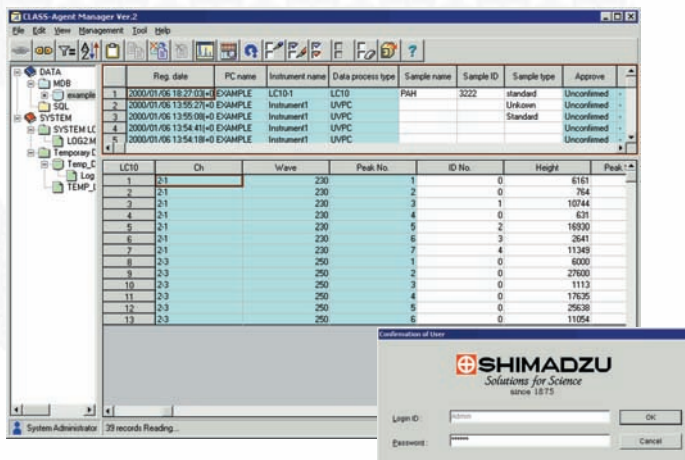 CLASS-Agent Manager Ver.2
File Edit View Management Tool Help
DATA
MDB
example
SQL
SYSTEM
SYSTEM LC
LOG2.M
Temporary D
Temp_D
Log
TEMP_L
Reg. date PC name Instrument name Data process type Sample name Sample ID Sample type Approve
1 2000/01/06 18:27:03(+0 EXAMPLE LC10-1 LC10 PAH 3222 standard Unconfirmed
2 2000/01/06 13:55:27(+0 EXAMPLE Instrument1 UVPC Unkown Unconfirmed
3 2000/01/06 13:55:08(+0 EXAMPLE Instrument1 UVPC Standard Unconfirmed
4 2000/01/06 13:54:41(+0 EXAMPLE Instrument1 UVPC Unconfirmed
5 2000/01/06 13:54:18(+0 EXAMPLE Instrument1 UVPC Unconfirmed
LC10 Ch Wave Peak No. ID No. Height Peak
1 2-1 230 1 0 6161
2 2-1 230 2 0 764
3 2-1 230 3 1 10744
4 2-1 230 4 0 631
5 2-1 230 5 2 16930
6 2-1 230 6 3 2641
7 2-1 230 7 4 11349
8 2-3 250 1 0 6000
9 2-3 250 2 0 27600
10 2-3 250 3 0 1113
11 2-3 250 4 0 17635
12 2-3 250 5 0 25638
13 2-3 250 6 0 11054
System Administrator 39 records Reading...
Confirmation of User
SHIMADZU
Solutions for Science
since 1875
Login ID : Admin OK
Password : ****** Cancel